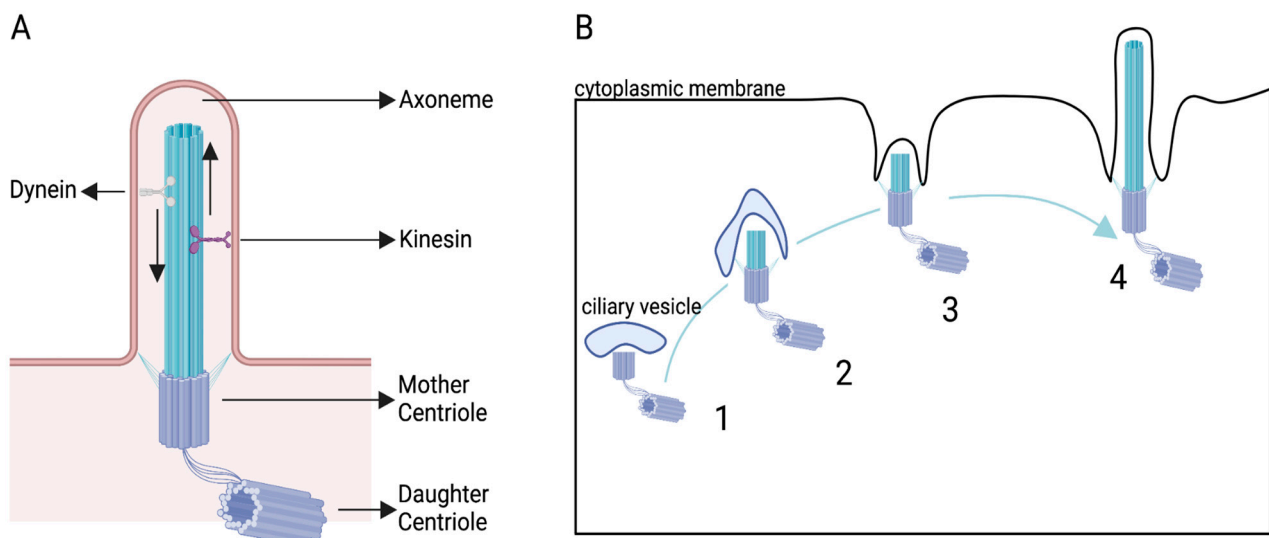 A
Axoneme
Dynein
Kinesin
Mother
Centriole
Daughter
Centriole
B
cytoplasmic membrane
ciliary vesicle
1
2
3
4